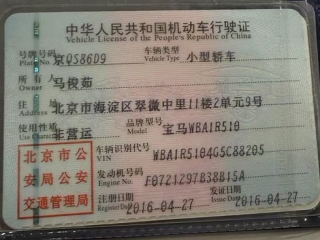 中华人民共和国机动车行驶证
Vehicle License of the People's Republic of China
号牌号码 京QS86D9 车辆类型 小型轿车
Plate No. Vehicle Type
所有人 马俊茹
Owner
住址 北京市海淀区翠微中里11楼2单元9号
Address
使用性质 非营运 品牌型号 宝马WBA1R510
Use Character Model
北京市公
安局公安
交通管理局
车辆识别代号 WBA1R5104G5C88205
VIN
发动机号码 F0721297B38B15A
Engine No.
注册日期 2016-04-27 发证日期 2016-04-27
Register Date Issue Date